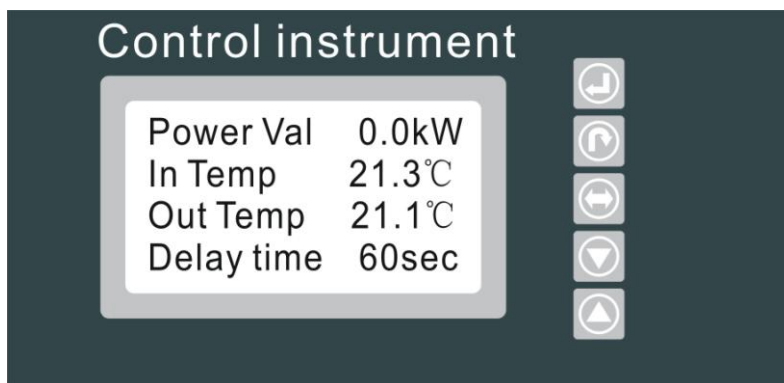 Control instrument
Power Val 0.0kW
In Temp 21.3℃
Out Temp 21.1℃
Delay time 60sec